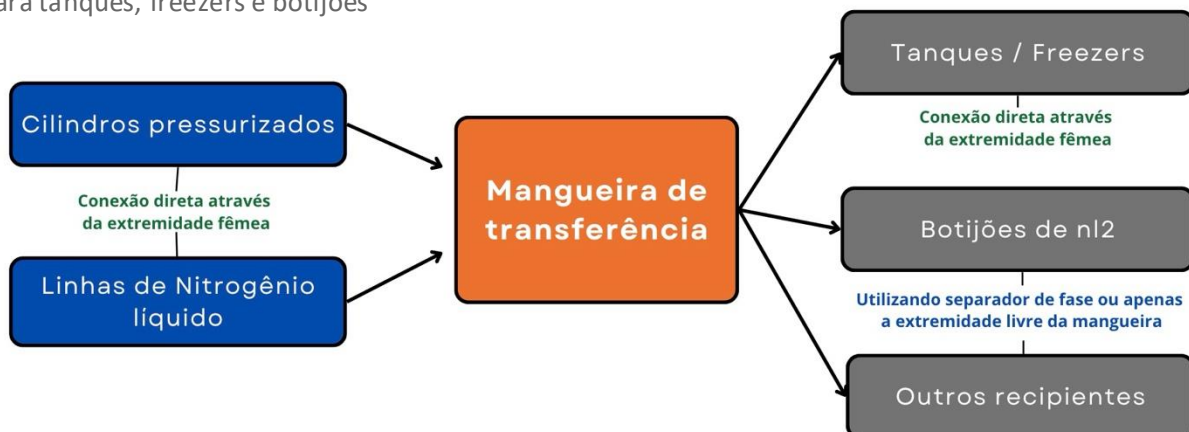 para tanques, freezers e botijões
Cilindros pressurizados
Conexão direta através
da extremidade fêmea
Linhas de Nitrogênio
líquido
Mangueira de
transferência
Tanques / Freezers
Conexão direta através
da extremidade fêmea
Botijões de nl2
Utilizando separador de fase ou apenas
a extremidade livre da mangueira
Outros recipientes